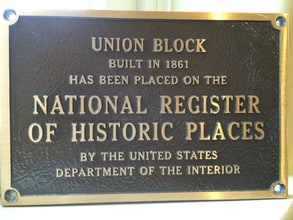 UNION BLOCK
BUILT IN 1861
HAS BEEN PLACED ON THE
NATIONAL REGISTER
OF HISTORIC PLACES
BY THE UNITED STATES
DEPARTMENT OF THE INTERIOR